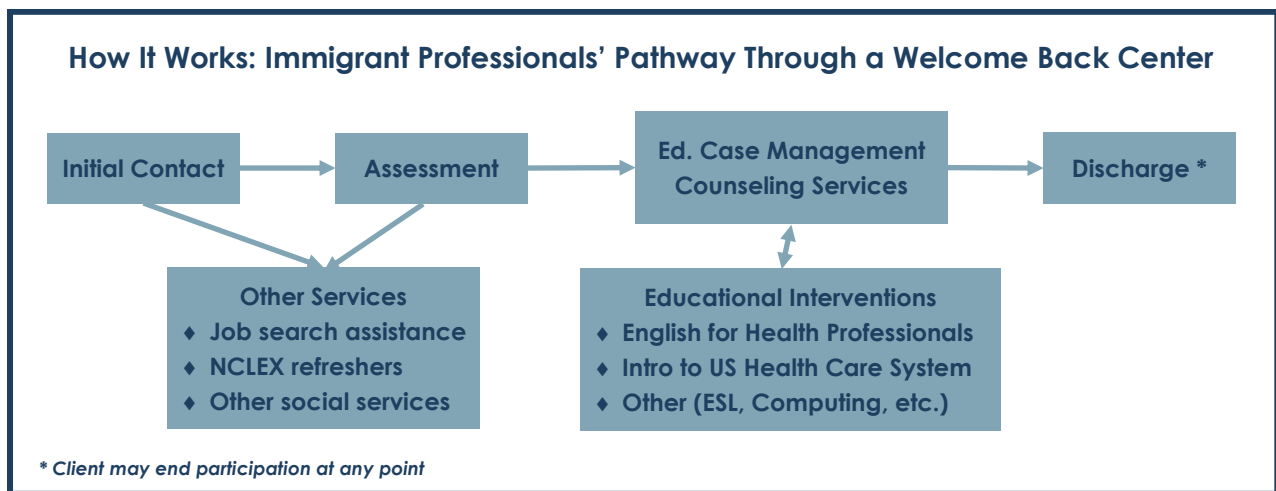 How It Works: Immigrant Professionals’ Pathway Through a Welcome Back Center
Initial Contact
Assessment
Ed. Case Management
Counseling Services
Discharge *
Other Services
♦ Job search assistance
♦ NCLEX refreshers
♦ Other social services
Educational Interventions
♦ English for Health Professionals
♦ Intro to US Health Care System
♦ Other (ESL, Computing, etc.)
* Client may end participation at any point